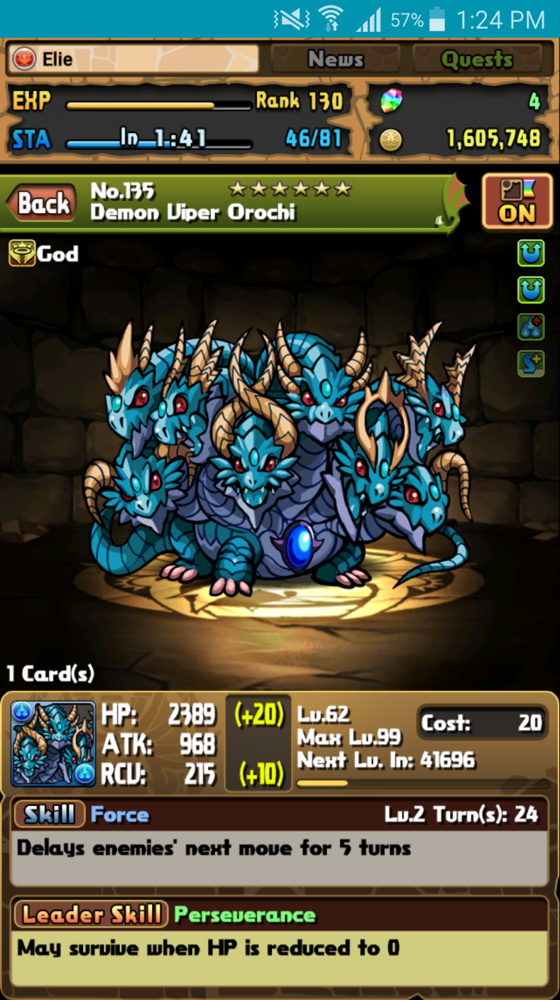 57% 1:24 PM
Elie News Quests
EXP Rank 130 4
STA In 1:41 46/81 1,605,748
Back No.135 ★★★★★★
Demon Viper Orochi ON
God
1 Card(s)
HP: 2389 (+20) Lv.62 Cost: 20
ATK: 968 Max Lv.99
RCV: 215 (+10) Next Lv. In: 41696
Skill Force Lv.2 Turn(s): 24
Delays enemies' next move for 5 turns
Leader Skill Perseverance
May survive when HP is reduced to 0